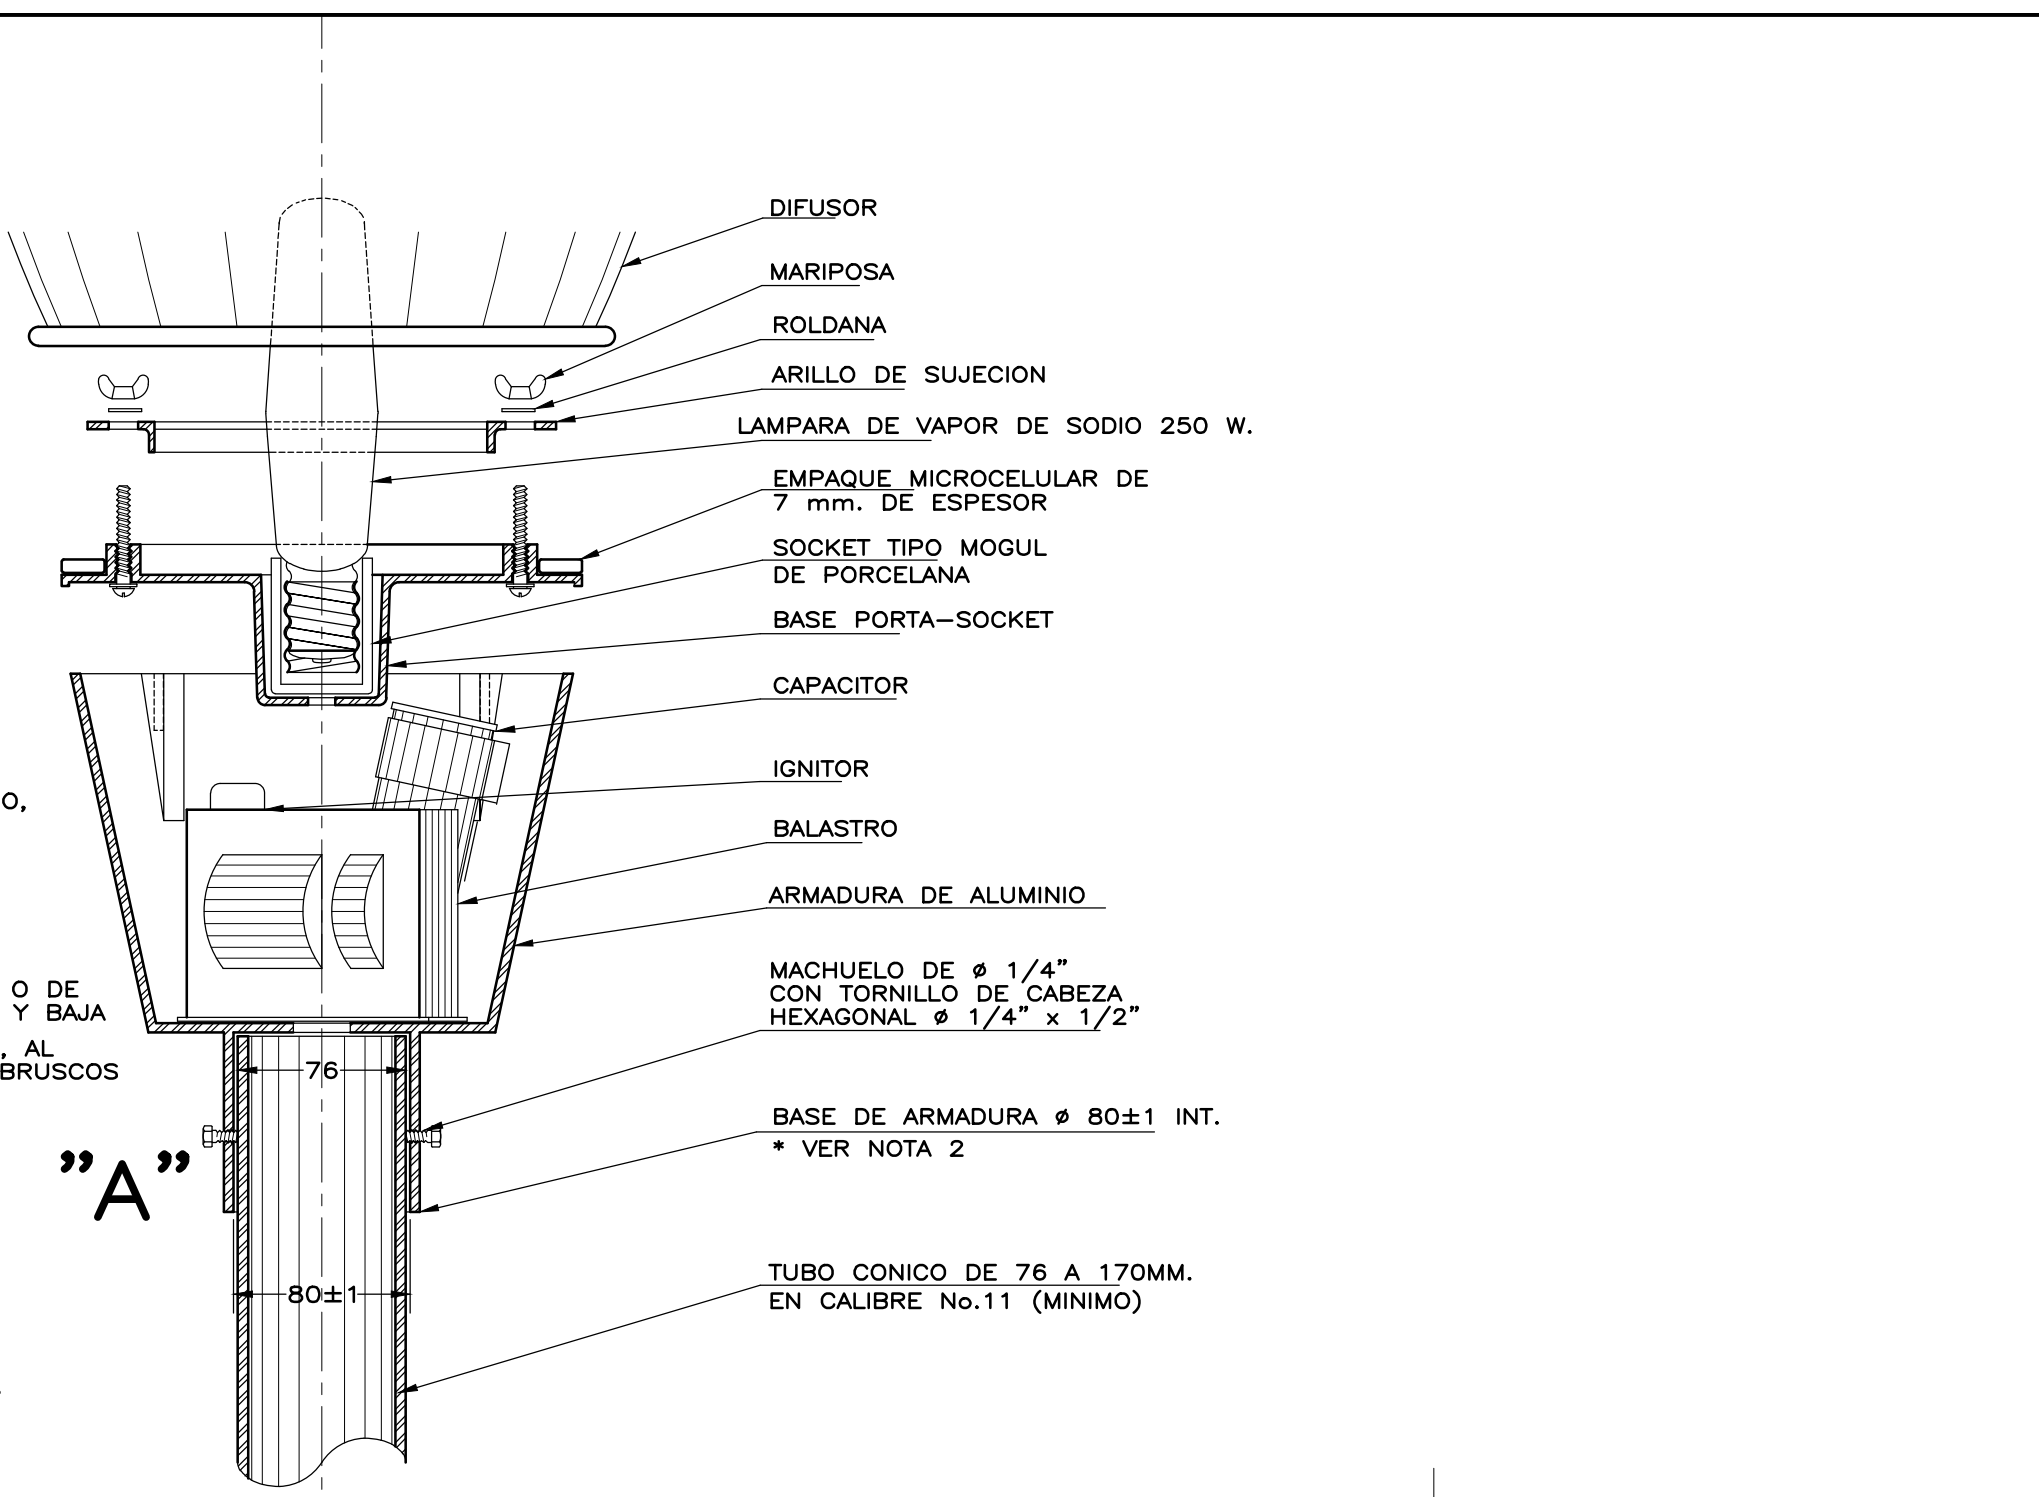 DIFUSOR
MARIPOSA
ROLDANA
ARILLO DE SUJECION
LAMPARA DE VAPOR DE SODIO 250 W.
EMPAQUE MICROCELULAR DE
7 mm. DE ESPESOR
SOCKET TIPO MOGUL
DE PORCELANA
BASE PORTA-SOCKET
CAPACITOR
IGNITOR
BALASTRO
ARMADURA DE ALUMINIO
MACHUELO DE ø 1/4”
CON TORNILLO DE CABEZA
HEXAGONAL ø 1/4” x 1/2”
BASE DE ARMADURA ø 80±1 INT.
* VER NOTA 2
TUBO CONICO DE 76 A 170MM.
EN CALIBRE No.11 (MINIMO)
O,
O DE
Y BAJA
, AL
BRUSCOS
”A”
76
80±1